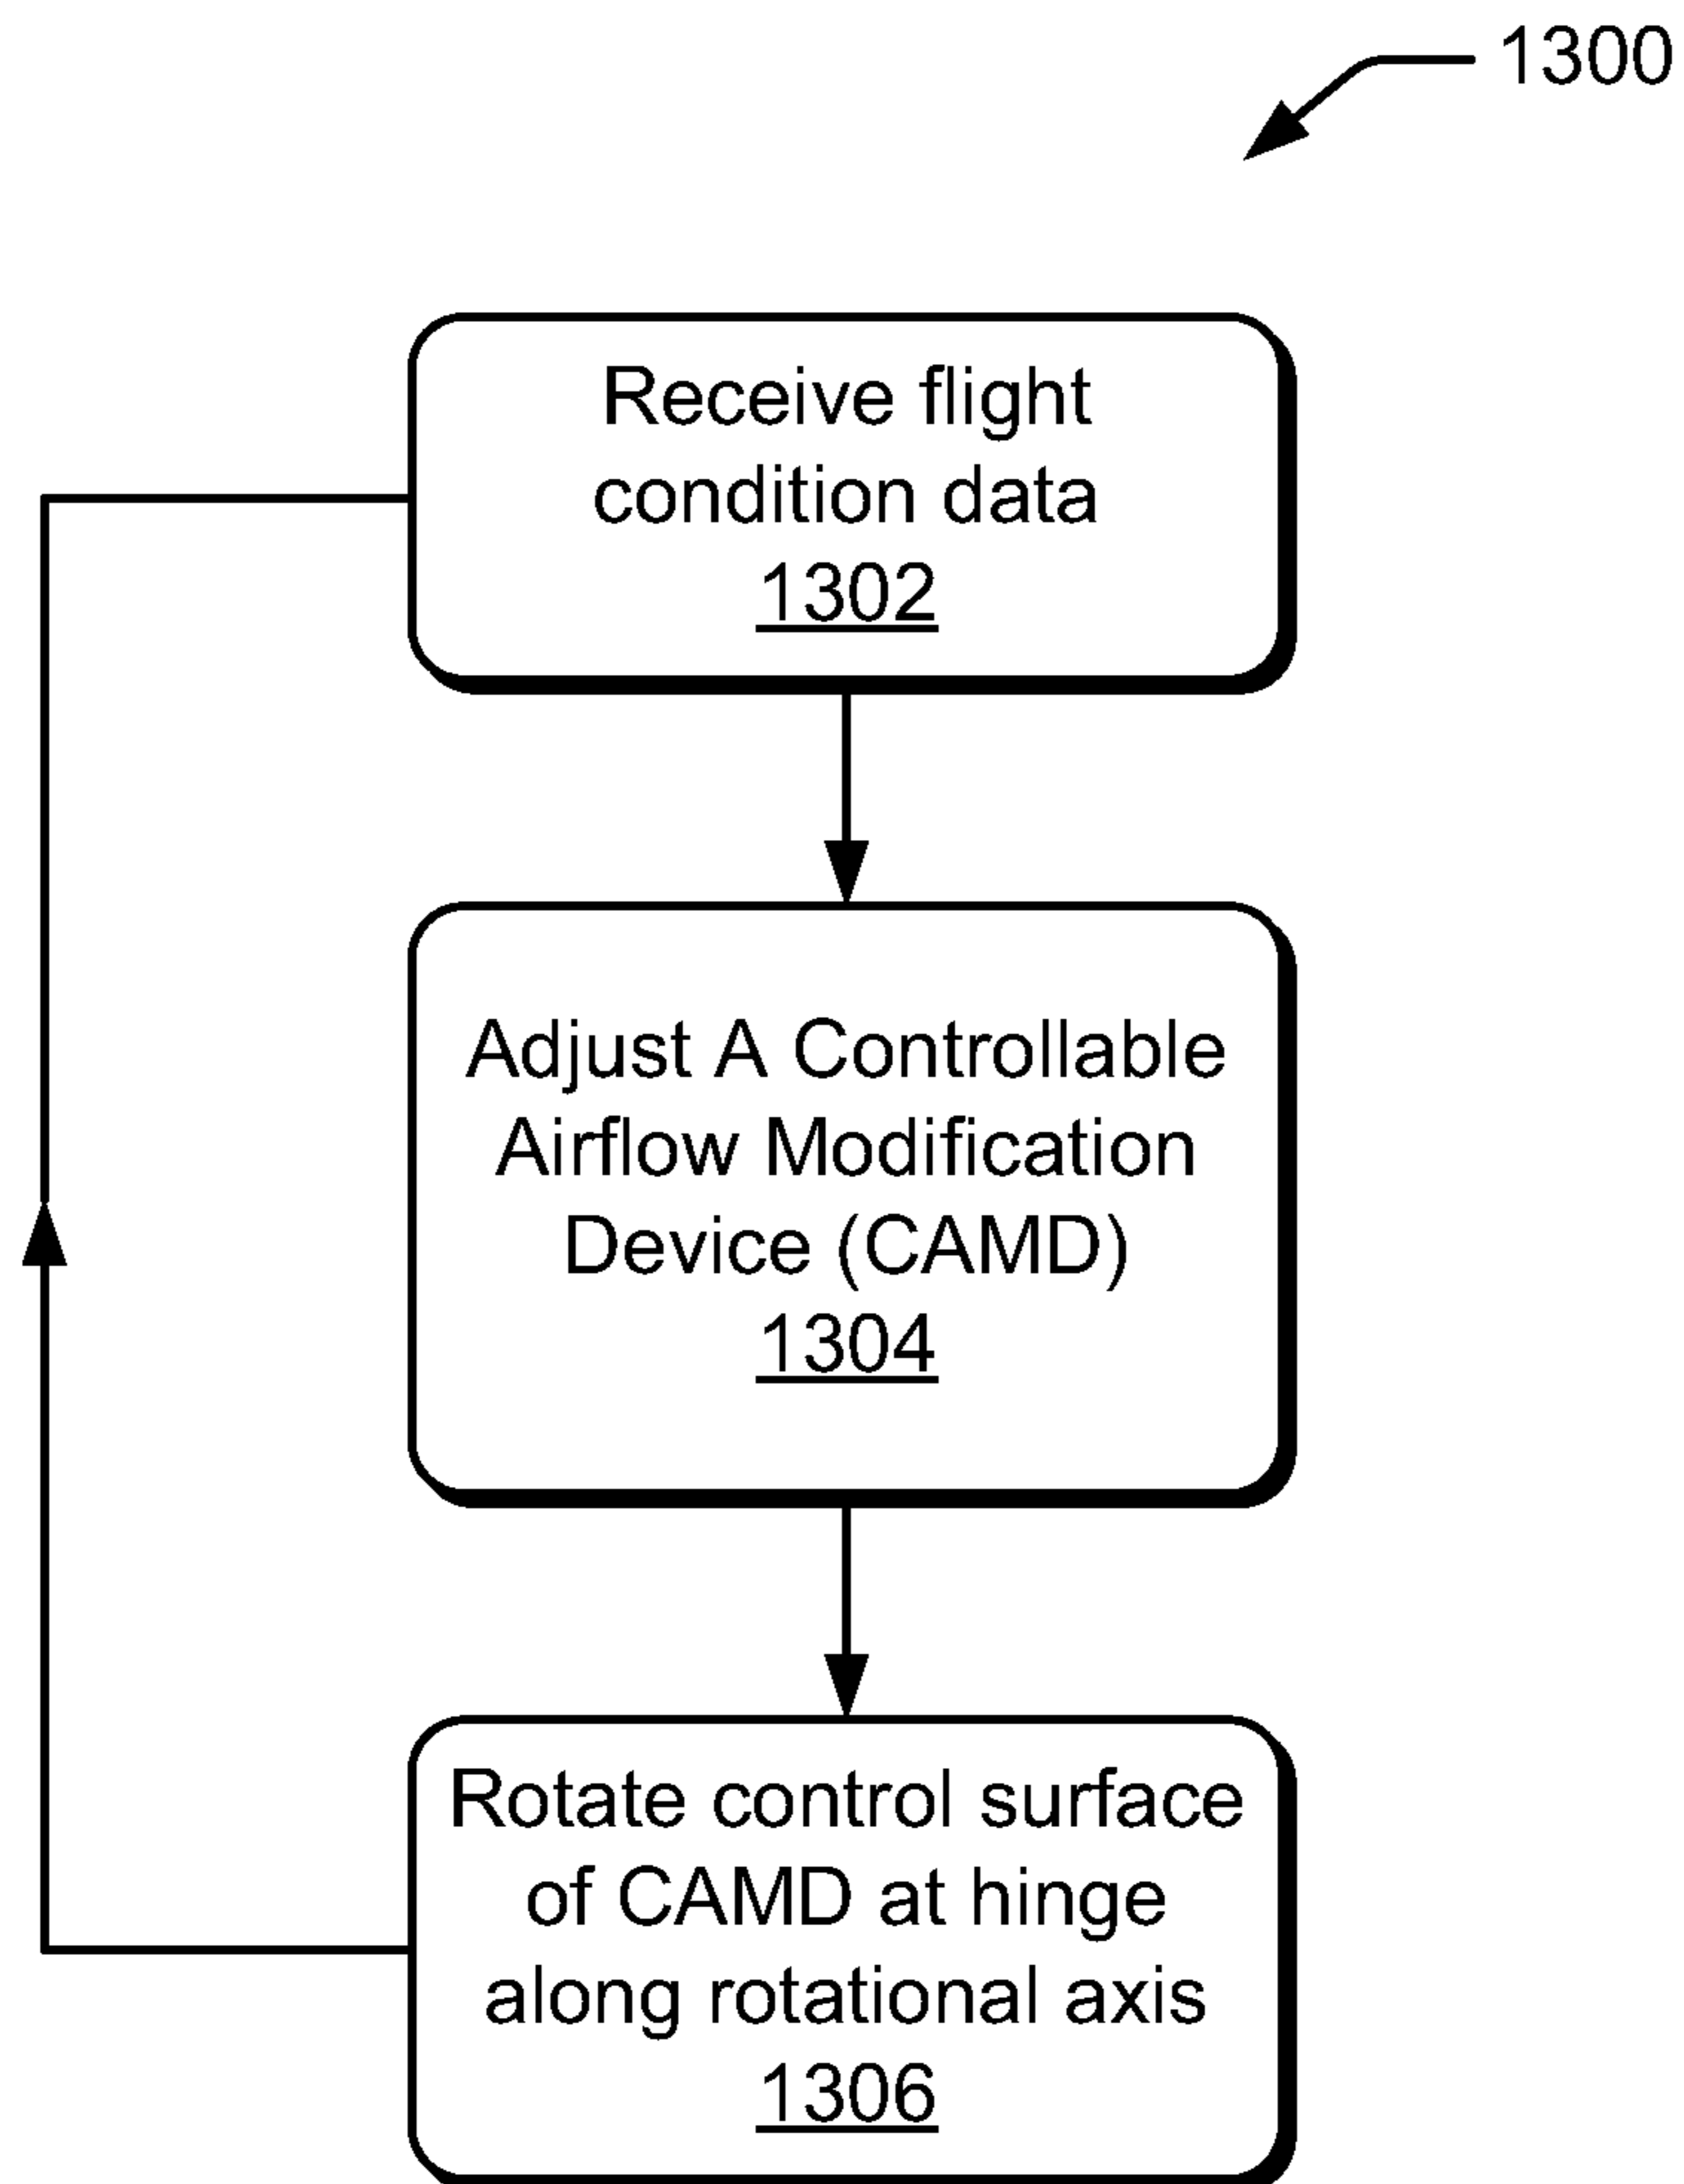 1300
Receive flight
condition data
1302
Adjust A Controllable
Airflow Modification
Device (CAMD)
1304
Rotate control surface
of CAMD at hinge
along rotational axis
1306